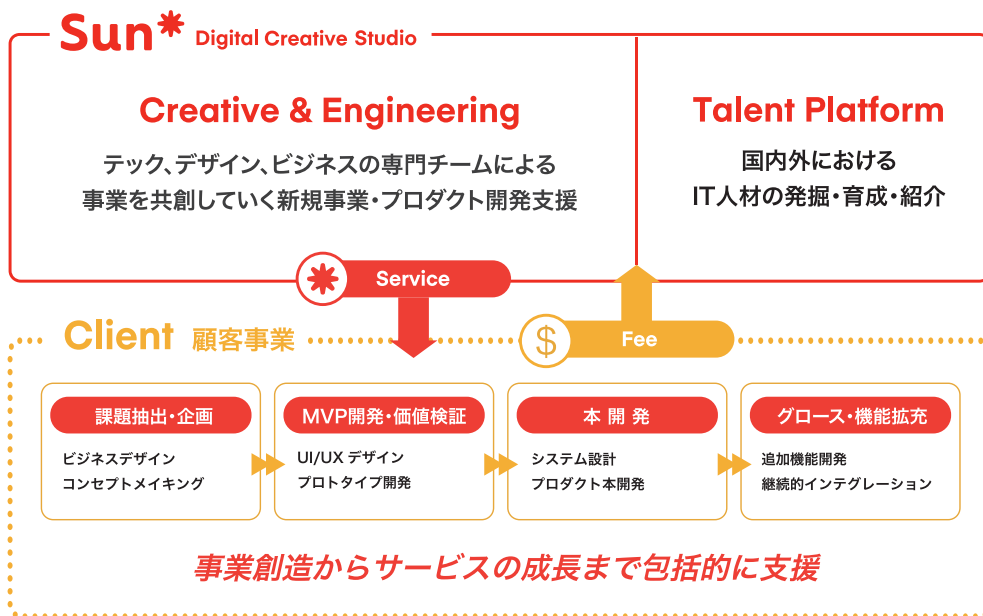 Sun* Digital Creative Studio
Creative & Engineering
テック、デザイン、ビジネスの専門チームによる
事業を共創していく新規事業・プロダクト開発支援
Talent Platform
国内外における
IT人材の発掘・育成・紹介
Service
Client 顧客事業
$ Fee
課題抽出・企画
ビジネスデザイン
コンセプトメイキング
MVP開発・価値検証
UI/UX デザイン
プロトタイプ開発
本 開 発
システム設計
プロダクト本開発
グロース・機能拡充
追加機能開発
継続的インテグレーション
事業創造からサービスの成長まで包括的に支援